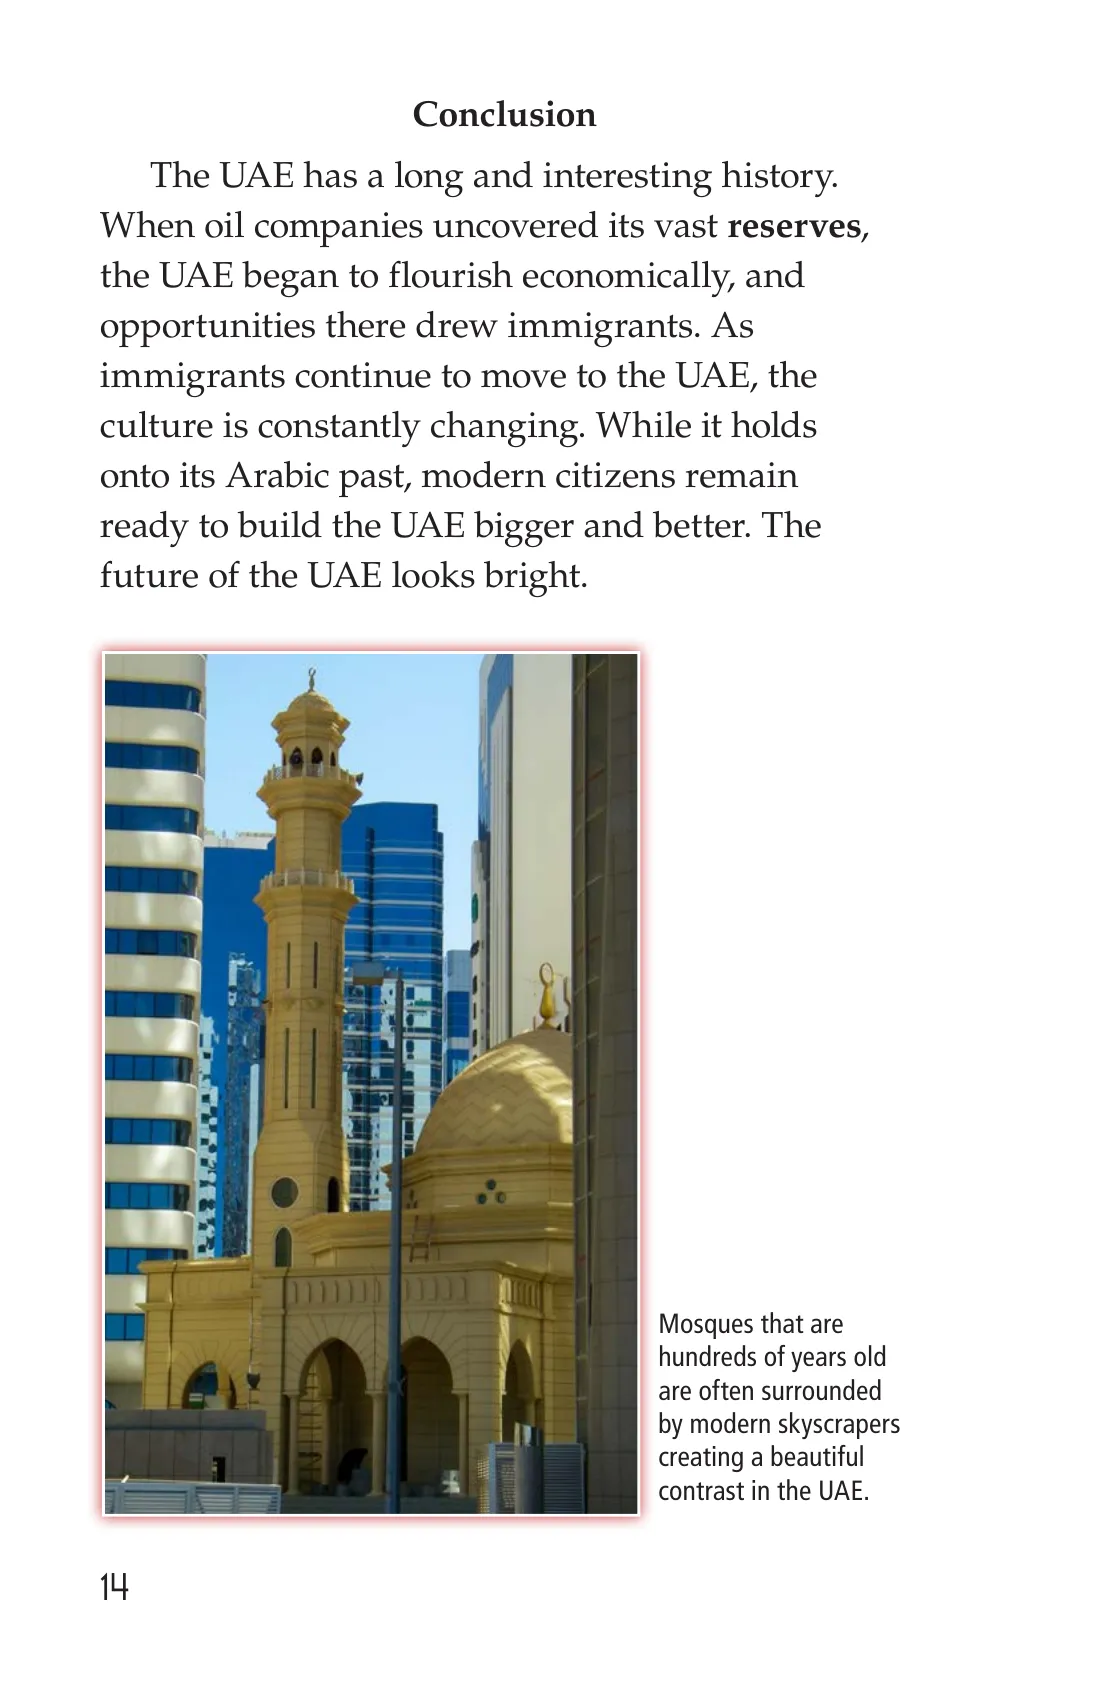 Conclusion
The UAE has a long and interesting history.
When oil companies uncovered its vast reserves,
the UAE began to flourish economically, and
opportunities there drew immigrants. As
immigrants continue to move to the UAE, the
culture is constantly changing. While it holds
onto its Arabic past, modern citizens remain
ready to build the UAE bigger and better. The
future of the UAE looks bright.
Mosques that are
hundreds of years old
are often surrounded
by modern skyscrapers
creating a beautiful
contrast in the UAE.
14